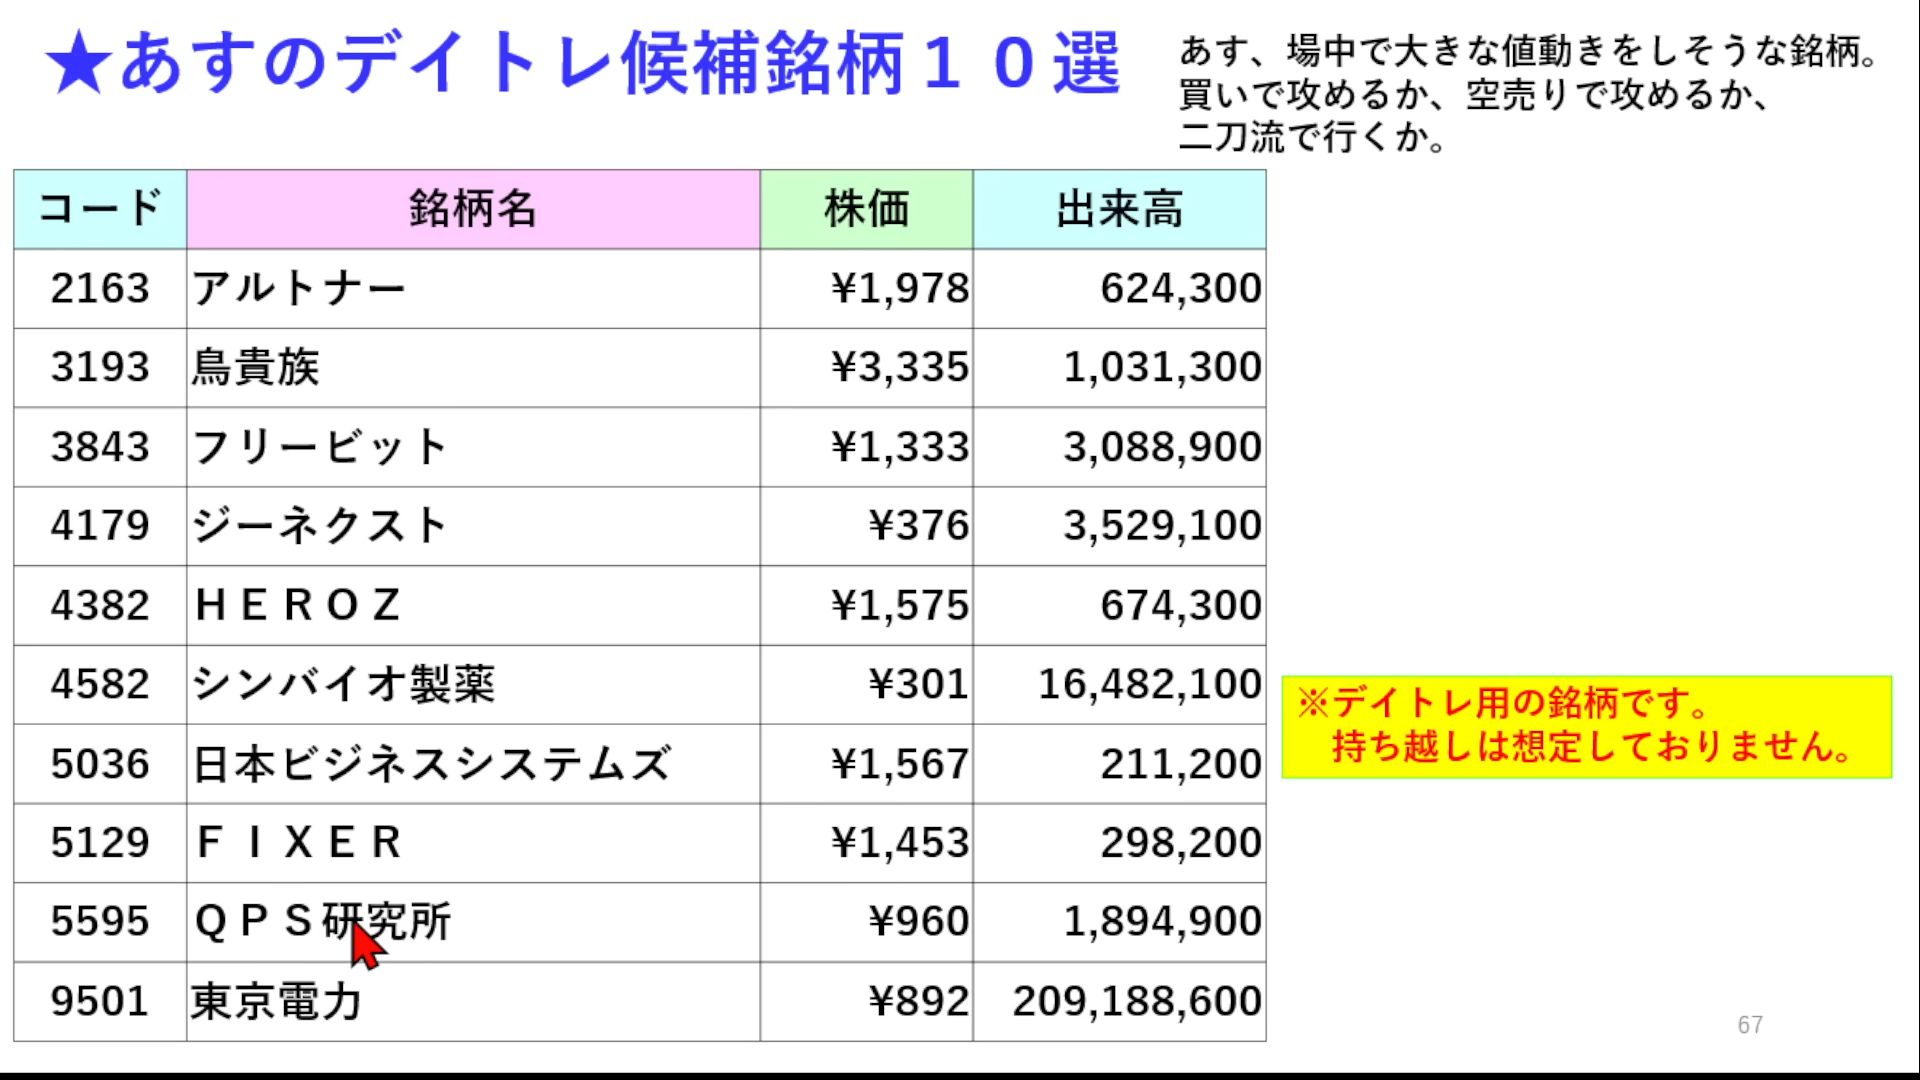 ★あすのデイトレ候補銘柄１０選
あす、場中で大きな値動きをしそうな銘柄。
買いで攻めるか、空売りで攻めるか、
二刀流で行くか。
コード 銘柄名 株価 出来高
2163 アルトナー ¥1,978 624,300
3193 鳥貴族 ¥3,335 1,031,300
3843 フリービット ¥1,333 3,088,900
4179 ジーネクスト ¥376 3,529,100
4382 ＨＥＲＯＺ ¥1,575 674,300
4582 シンバイオ製薬 ¥301 16,482,100
5036 日本ビジネスシステムズ ¥1,567 211,200
5129 ＦＩＸＥＲ ¥1,453 298,200
5595 ＱＰＳ研究所 ¥960 1,894,900
9501 東京電力 ¥892 209,188,600
※デイトレ用の銘柄です。
持ち越しは想定しておりません。
67